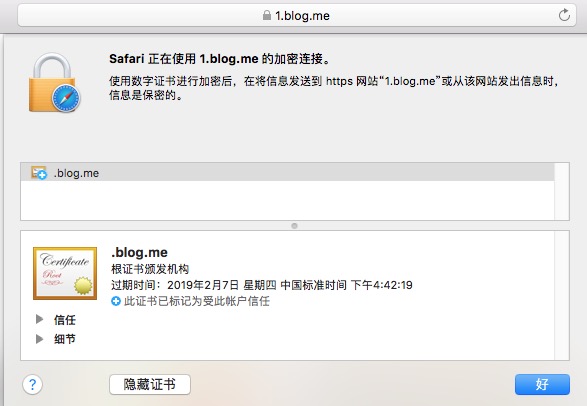 1.blog.me
Safari 正在使用 1.blog.me 的加密连接。
使用数字证书进行加密后，在将信息发送到 https 网站“1.blog.me”或从该网站发出信息时，
信息是保密的。
.blog.me
Certificate
Root
.blog.me
根证书颁发机构
过期时间：2019年2月7日 星期四 中国标准时间 下午4:42:19
此证书已标记为受此帐户信任
信任
细节
?
隐藏证书
好